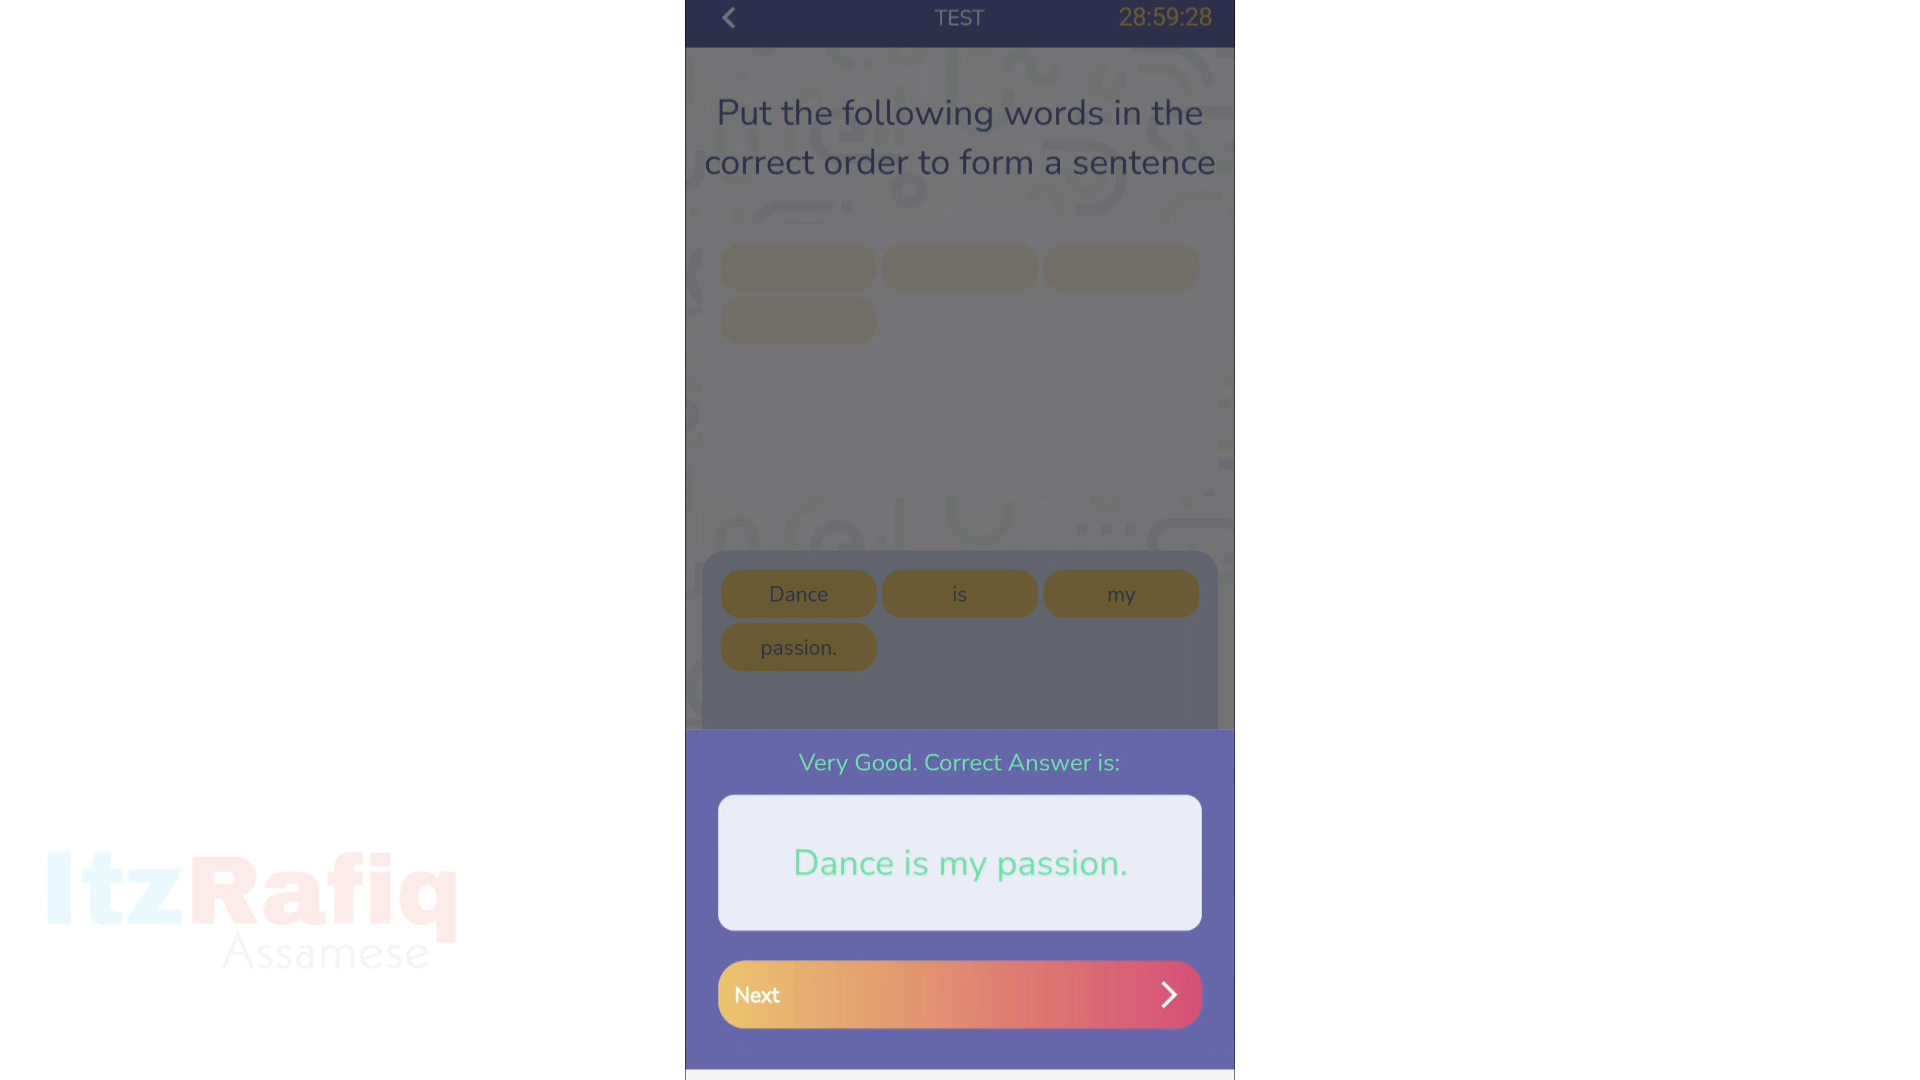 TEST 28:59:28
Put the following words in the
correct order to form a sentence
Dance is my
passion.
Very Good. Correct Answer is:
Dance is my passion.
Next
ItzRafiq
Assamese